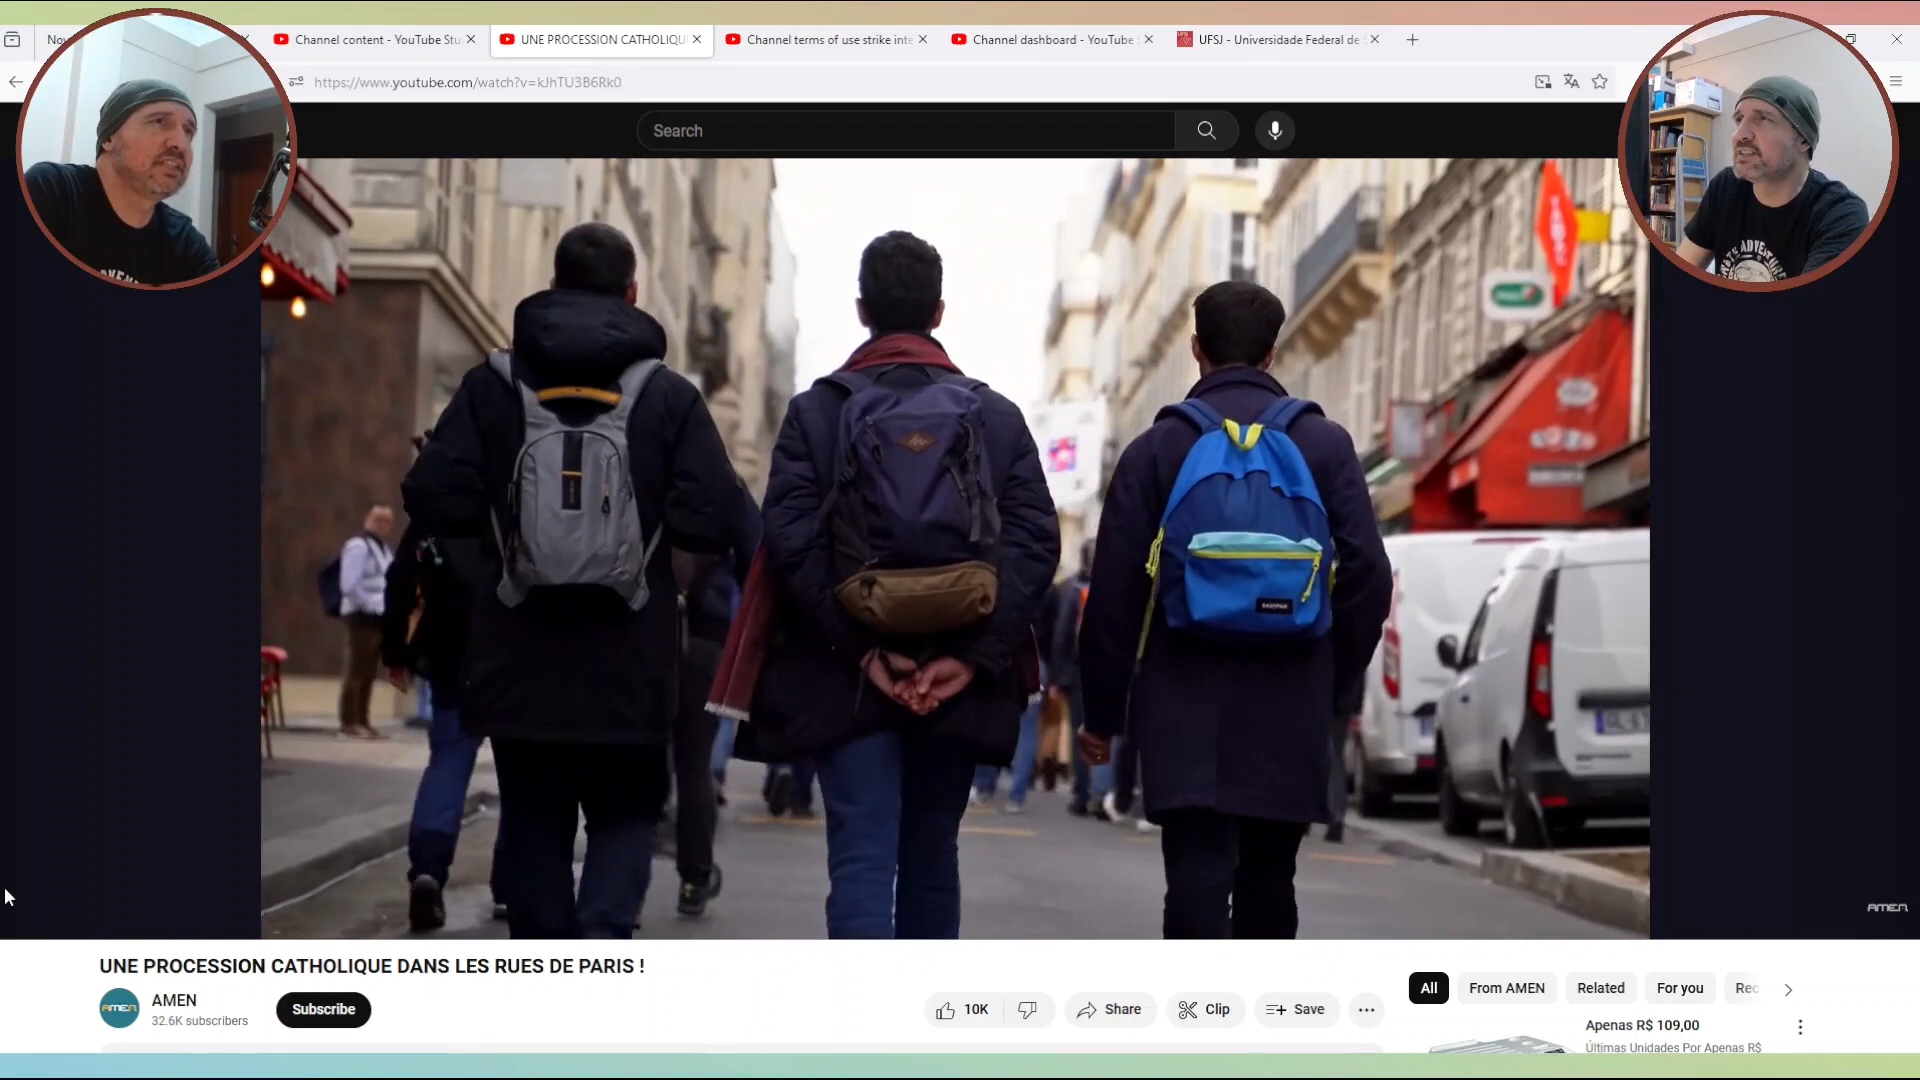 Channel content - YouTube Stu
UNE PROCESSION CATHOLIQU
Channel terms of use strike inte
Channel dashboard - YouTube
UFSJ - Universidade Federal de
https://www.youtube.com/watch?v=kJhTU3B6Rk0
Search
EASTPAK
AMEN
UNE PROCESSION CATHOLIQUE DANS LES RUES DE PARIS !
AMEN
AMEN
32.6K subscribers
Subscribe
10K
Share
Clip
Save
All
From AMEN
Related
For you
Rec
Apenas R$ 109,00
Últimas Unidades Por Apenas R$